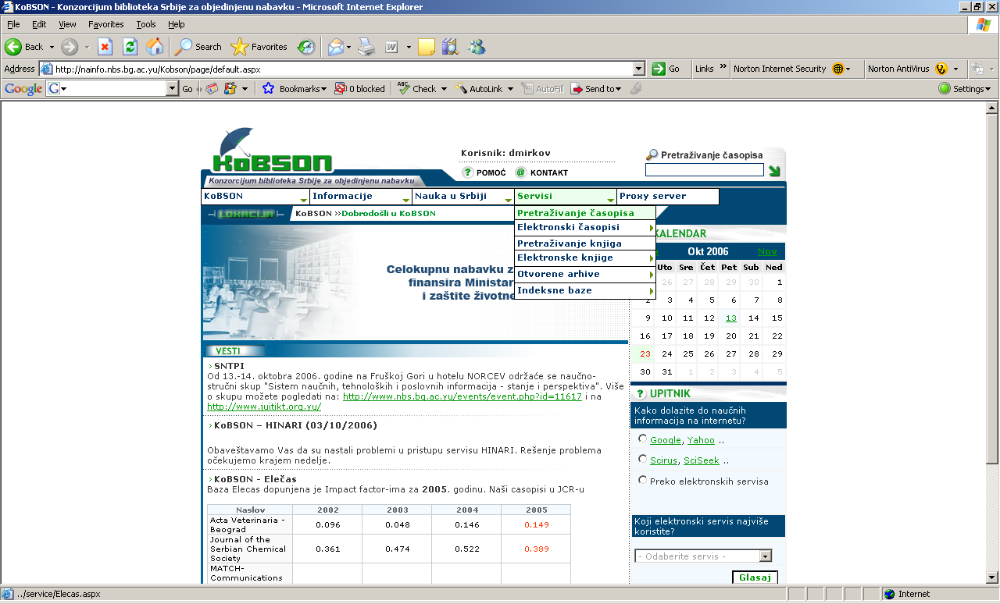 KoBSON - Konzorcijum biblioteka Srbije za objedinjenu nabavku - Microsoft Internet Explorer
File Edit View Favorites Tools Help
Back Search Favorites
Address http://nainfo.nbs.bg.ac.yu/Kobson/page/default.aspx Go Links » Norton Internet Security Norton AntiVirus
Google G Go Bookmarks 0 blocked ABC Check AutoLink AutoFill Send to Settings
KoBSON
Konzorcijum biblioteka Srbije za objedinjenu nabavku
Korisnik: dmirkov
? POMOĆ @ KONTAKT
Pretraživanje časopisa
KoBSON Informacije Nauka u Srbiji Servisi Proxy server
LOKACIJA KoBSON >>Dobrodošli u KoBSON
Pretraživanje časopisa
Elektronski časopisi
Pretraživanje knjiga
Elektronske knjige
Otvorene arhive
Indeksne baze
Celokupnu nabavku z
finansira Ministar
i zaštite životne
KALENDAR
Okt 2006 Nov
Uto Sre Čet Pet Sub Ned
26 27 28 29 30 1
2 3 4 5 6 7 8
9 10 11 12 13 14 15
16 17 18 19 20 21 22
23 24 25 26 27 28 29
30 31 1 2 3 4 5
VESTI
SNTPI
Od 13-14. oktobra 2006. godine na Fruškoj Gori u hotelu NORCEV održaće se naučno-
stručni skup "Sistem naučnih, tehnoloških i poslovnih informacija - stanje i perspektiva". Više
o skupu možete pogledati na: http://www.nbs.bg.ac.yu/events/event.php?id=11617 i na
http://www.juitikt.org.yu/
KoBSON – HINARI (03/10/2006)
Obaveštavamo Vas da su nastali problemi u pristupu servisu HINARI. Rešenje problema
očekujemo krajem nedelje.
KoBSON - Elečas
Baza Elecas dopunjena je Impact factor-ima za 2005. godinu. Naši casopisi u JCR-u
Naslov 2002 2003 2004 2005
Acta Veterinaria -
Beograd 0.096 0.048 0.146 0.149
Journal of the
Serbian Chemical
Society 0.361 0.474 0.522 0.389
MATCH-
Communications
? UPITNIK
Kako dolazite do naučnih
informacija na internetu?
Google, Yahoo ..
Scirus, SciSeek ..
Preko elektronskih servisa
Koji elektronski servis najviše
koristite?
- Odaberite servis -
Glasaj
../service/Elecas.aspx Internet